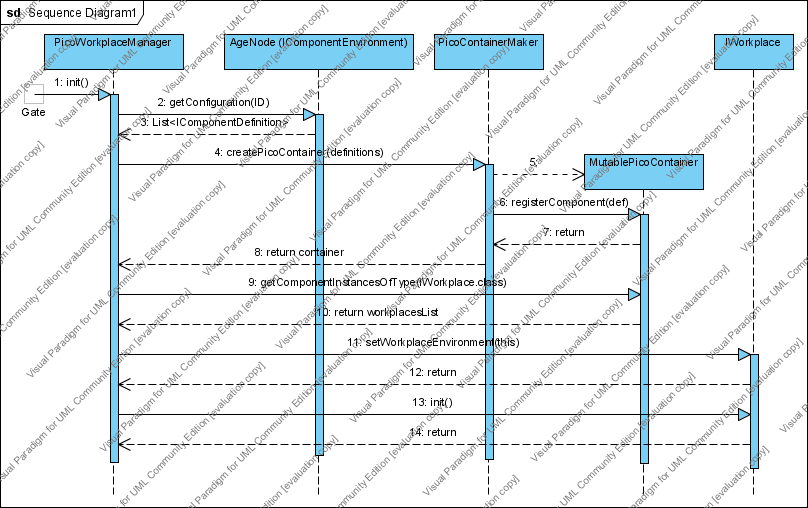 sd Sequence Diagram1
PicoWorkplaceManager
AgeNode (IComponentEnvironment)
PicoContainerMaker
IWorkplace
1: init()
Gate
2: getConfiguration(ID)
3: List<IComponentDefinition>
4: createPicoContainer(definitions)
5:
MutablePicoContainer
6: registerComponent(def)
7: return
8: return container
9: getComponentInstancesOfType(IWorkplace.class)
10: return workplacesList
11: setWorkplaceEnvironment(this)
12: return
13: init()
14: return
Visual Paradigm for UML Community Edition [evaluation copy]